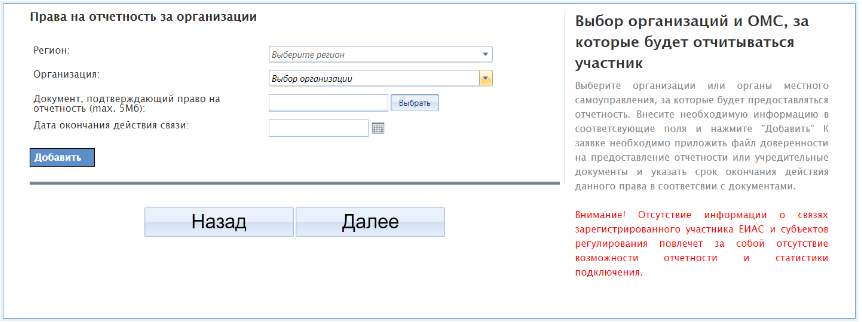 Права на отчетность за организации
Регион:
Выберите регион
Организация:
Выбор организации
Документ, подтверждающий право на
отчетность (max. 5Мб):
Выбрать
Дата окончания действия связи:
Добавить
Назад
Далее
Выбор организаций и ОМС, за
которые будет отчитываться
участник
Выберите организации или органы местного
самоуправления, за которые будет предоставляться
отчетность. Внесите необходимую информацию в
соответсвующие поля и нажмите "Добавить" К
заявке необходимо приложить файл доверенности
на предоставление отчетности или учредительные
документы и указать срок окончания действия
данного права в соответсвии с документами.
Внимание! Отсутствие информации о связях
зарегистрированного участника ЕИАС и субъектов
регулирования повлечет за собой отсутствие
возможности отчетности и статистики
подключения.